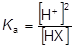 Kₐ = [H⁺]² / [HX]